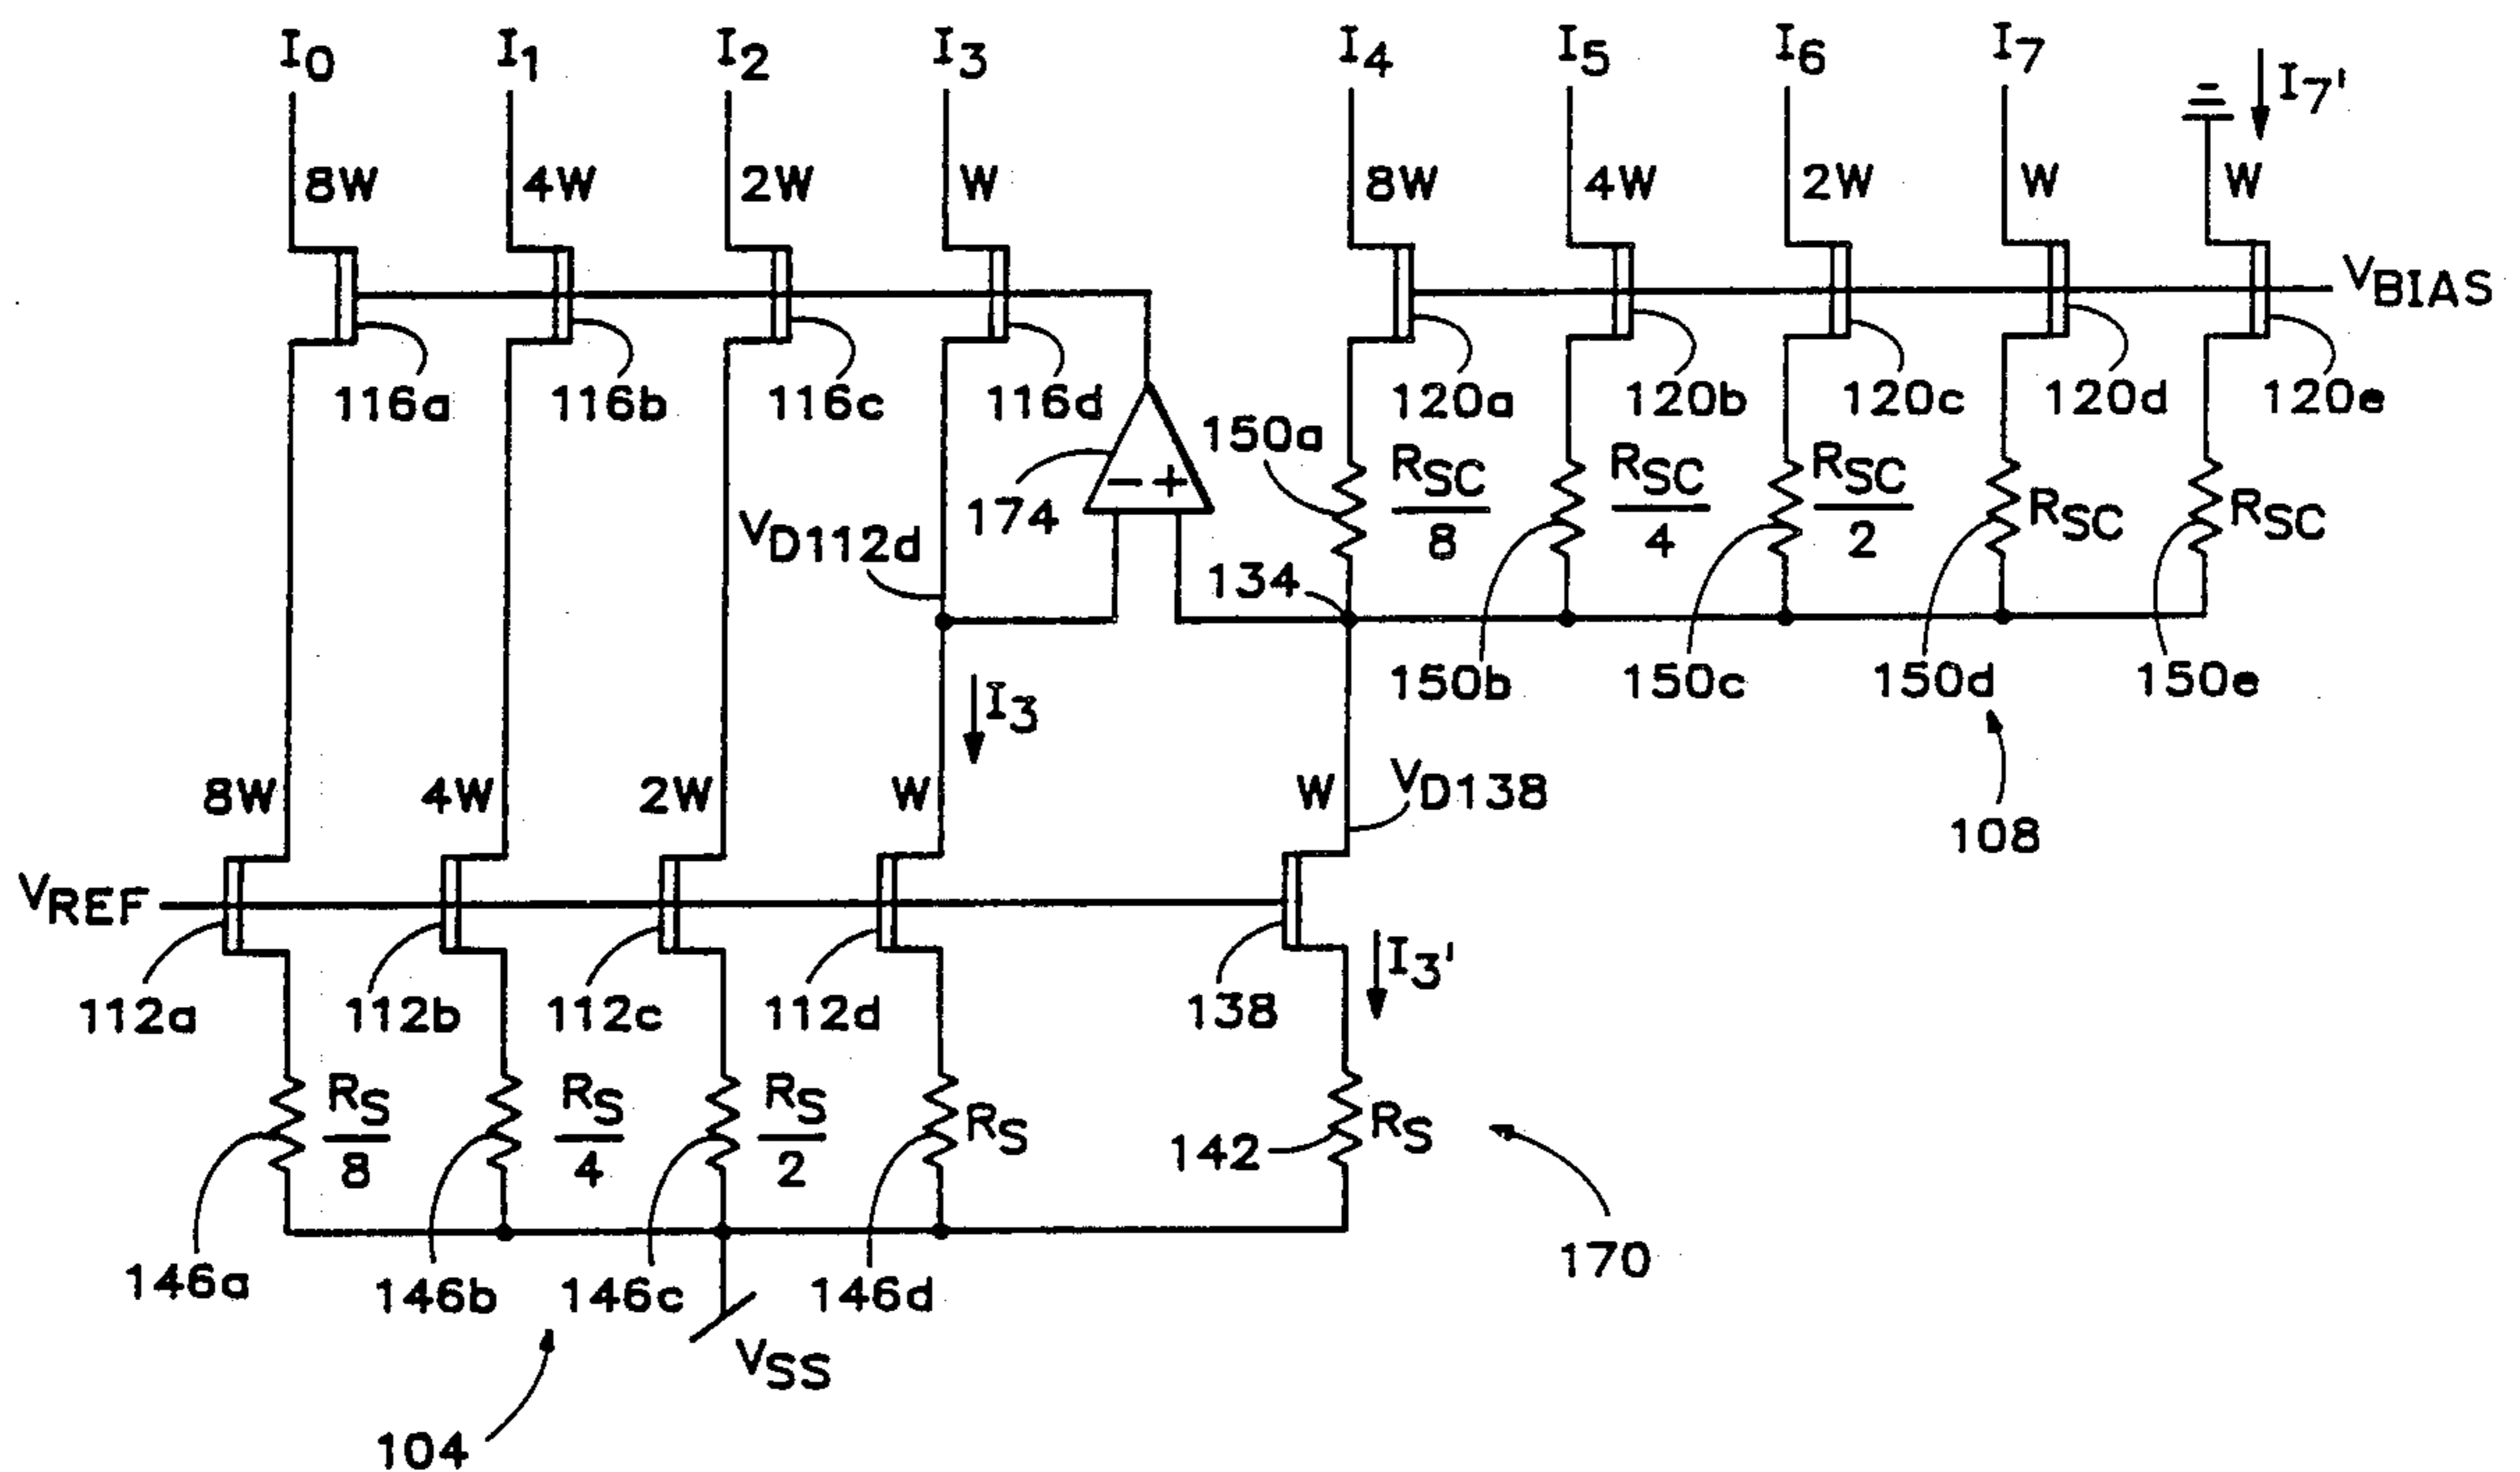 I0 I1 I2 I3 I4 I5 I6 I7 I7'
8W 4W 2W W 8W 4W 2W W W
VBIAS
116a 116b 116c 116d 120a 120b 120c 120d 120e
150a
RSC/8 RSC/4 RSC/2 RSC RSC
174 - +
VD112d
134
150b 150c 150d 150e
I3
108
8W 4W 2W W W VD138
VREF
I3'
112a 112b 112c 112d 138
RS/8 RS/4 RS/2 RS RS
142
170
146a 146b 146c 146d
VSS
104